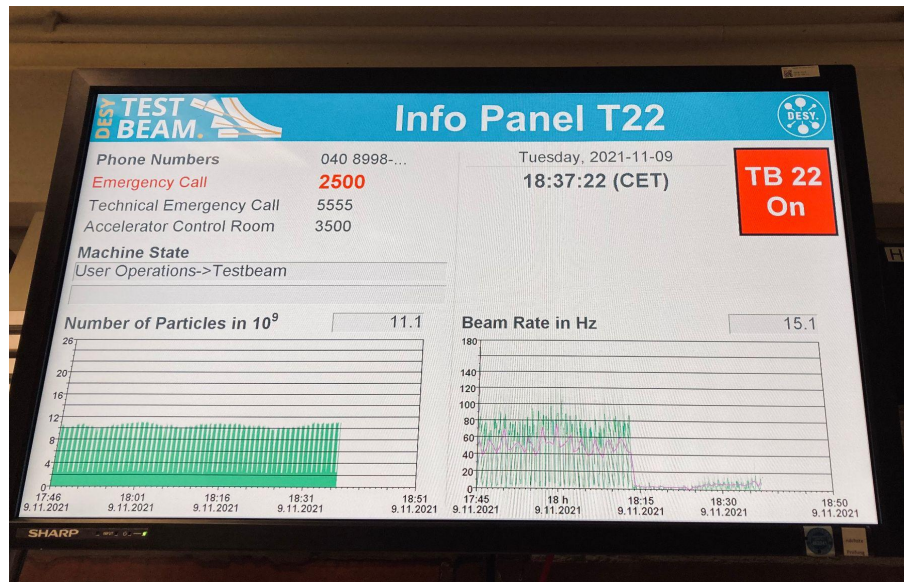 DESY TEST BEAM.
Info Panel T22
DESY.
Phone Numbers 040 8998-...
Emergency Call 2500
Technical Emergency Call 5555
Accelerator Control Room 3500
Tuesday, 2021-11-09
18:37:22 (CET)
TB 22
On
Machine State
User Operations->Testbeam
Number of Particles in 10⁹ 11.1
26
20
16
12
8
4
0
17:46 18:01 18:16 18:31 18:51
9.11.2021 9.11.2021 9.11.2021 9.11.2021 9.11.2021
Beam Rate in Hz 15.1
180
140
120
100
80
60
40
20
0
17:45 18 h 18:15 18:30 18:50
9.11.2021 9.11.2021 9.11.2021 9.11.2021 9.11.2021
SHARP
H